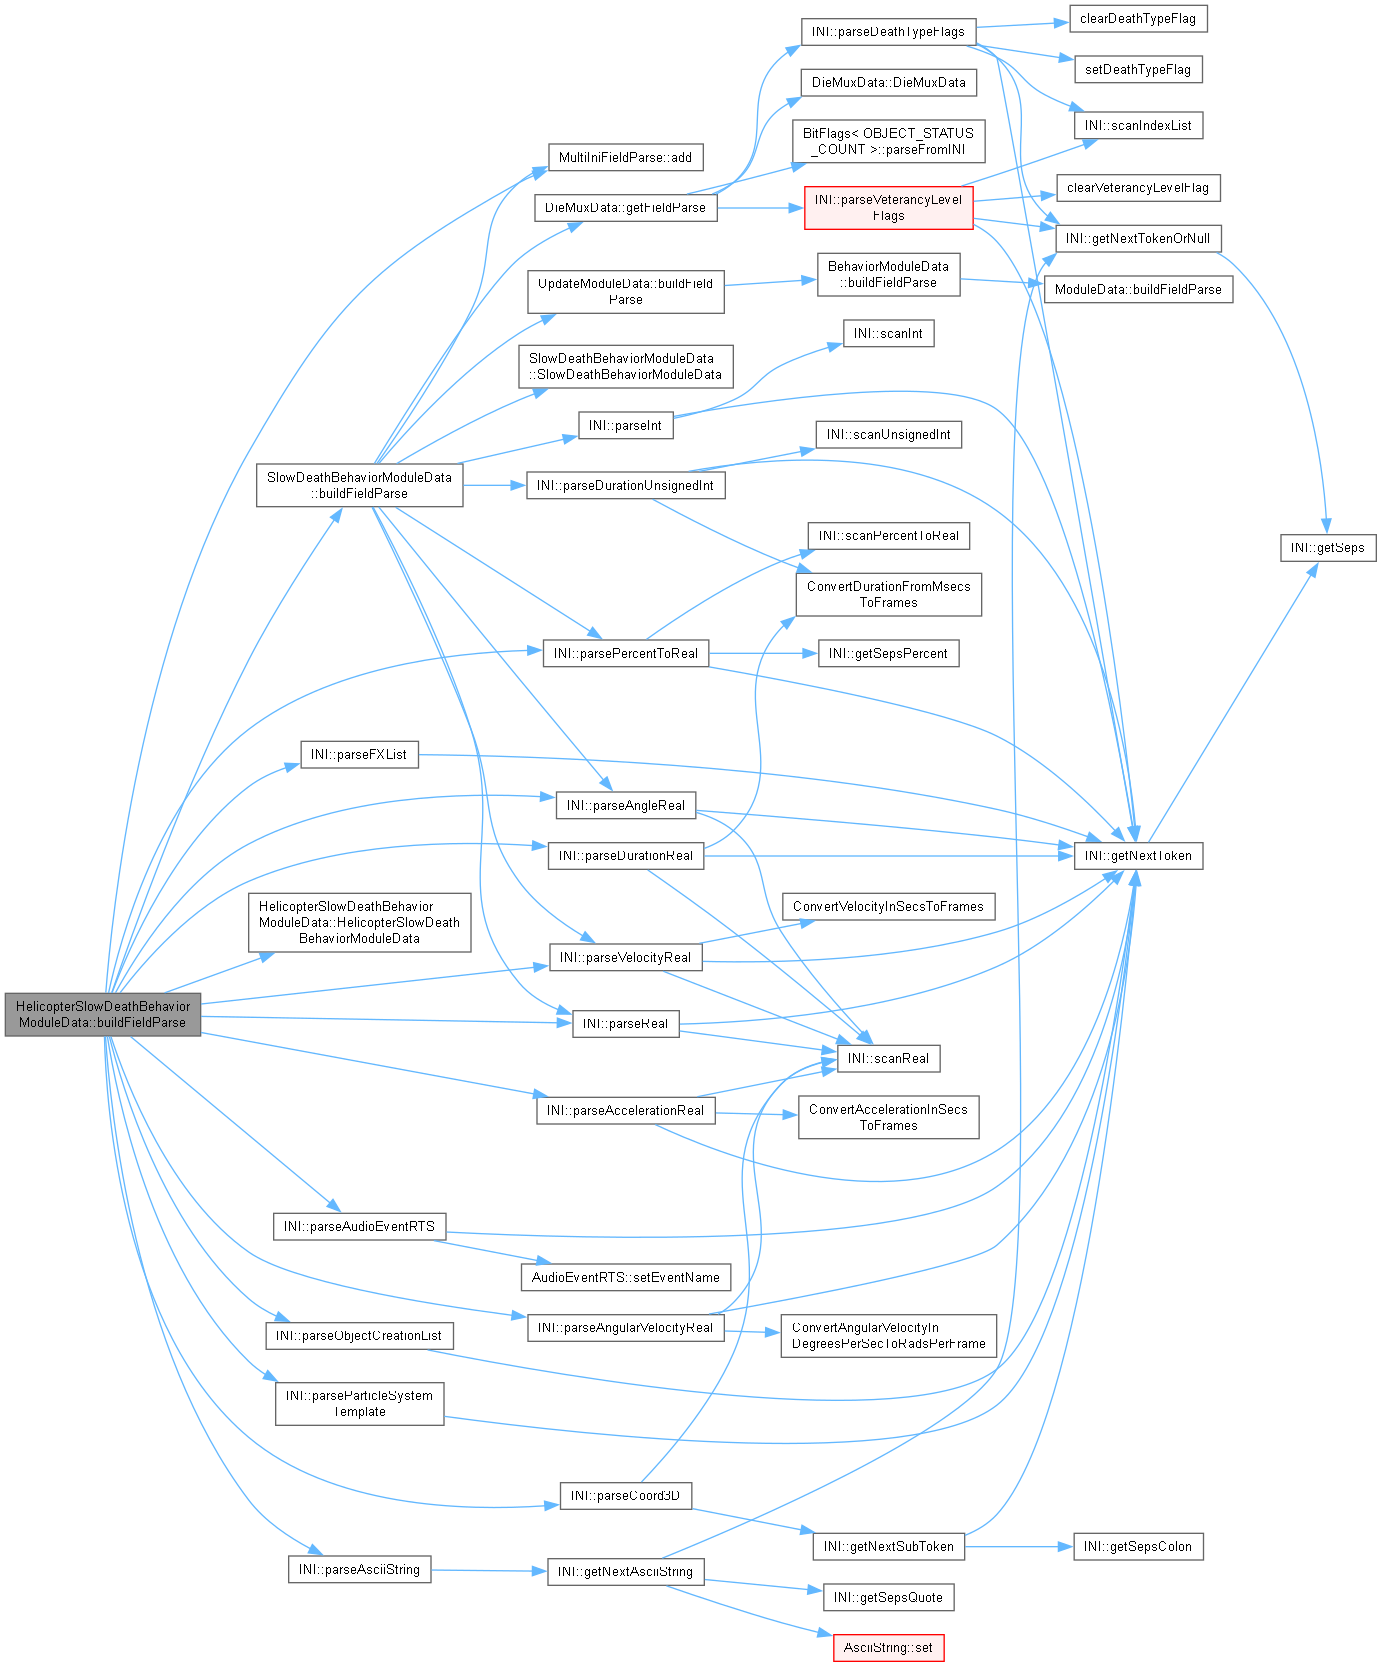 clearDeathTypeFlag
INI::parseDeathTypeFlags
setDeathTypeFlag
DieMuxData::DieMuxData
INI::scanIndexList
BitFlags< OBJECT_STATUS
_COUNT >::parseFromINI
MultiIniFieldParse::add
clearVeterancyLevelFlag
DieMuxData::getFieldParse
INI::parseVeterancyLevel
Flags
INI::getNextTokenOrNull
BehaviorModuleData
::buildFieldParse
UpdateModuleData::buildField
Parse
ModuleData::buildFieldParse
INI::scanInt
SlowDeathBehaviorModuleData
::SlowDeathBehaviorModuleData
INI::parseInt
INI::scanUnsignedInt
SlowDeathBehaviorModuleData
::buildFieldParse
INI::parseDurationUnsignedInt
INI::scanPercentToReal
INI::getSeps
ConvertDurationFromMsecs
ToFrames
INI::parsePercentToReal
INI::getSepsPercent
INI::parseFXList
INI::parseAngleReal
INI::parseDurationReal
INI::getNextToken
HelicopterSlowDeathBehavior
ModuleData::HelicopterSlowDeath
BehaviorModuleData
ConvertVelocityInSecsToFrames
INI::parseVelocityReal
HelicopterSlowDeathBehavior
ModuleData::buildFieldParse
INI::parseReal
INI::scanReal
INI::parseAccelerationReal
ConvertAccelerationInSecs
ToFrames
INI::parseAudioEventRTS
AudioEventRTS::setEventName
INI::parseObjectCreationList
INI::parseAngularVelocityReal
ConvertAngularVelocityIn
DegreesPerSecToRadsPerFrame
INI::parseParticleSystem
Template
INI::parseCoord3D
INI::getNextSubToken
INI::getSepsColon
INI::parseAsciiString
INI::getNextAsciiString
INI::getSepsQuote
AsciiString::set